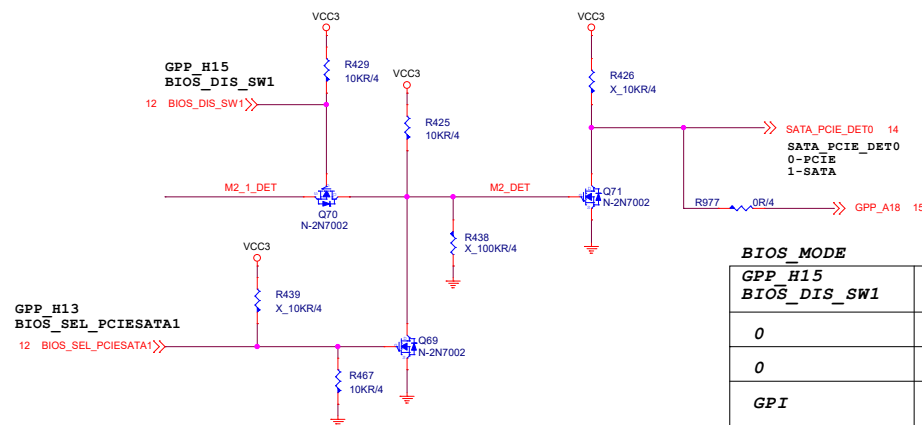 VCC3
VCC3
GPP_H15
BIOS_DIS_SW1
R429
10KR/4
VCC3
R426
X_10KR/4
12 BIOS_DIS_SW1
R425
10KR/4
SATA_PCIE_DET0 14
SATA_PCIE_DET0
0-PCIE
1-SATA
M2_1_DET
M2_DET
Q71
N-2N7002
Q70
N-2N7002
R977
0R/4
GPP_A18 15
R438
X_100KR/4
VCC3
BIOS_MODE
GPP_H15
BIOS_DIS_SW1
R439
X_10KR/4
GPP_H13
BIOS_SEL_PCIESATA1
12 BIOS_SEL_PCIESATA1
Q69
N-2N7002
0
0
R467
10KR/4
GPI